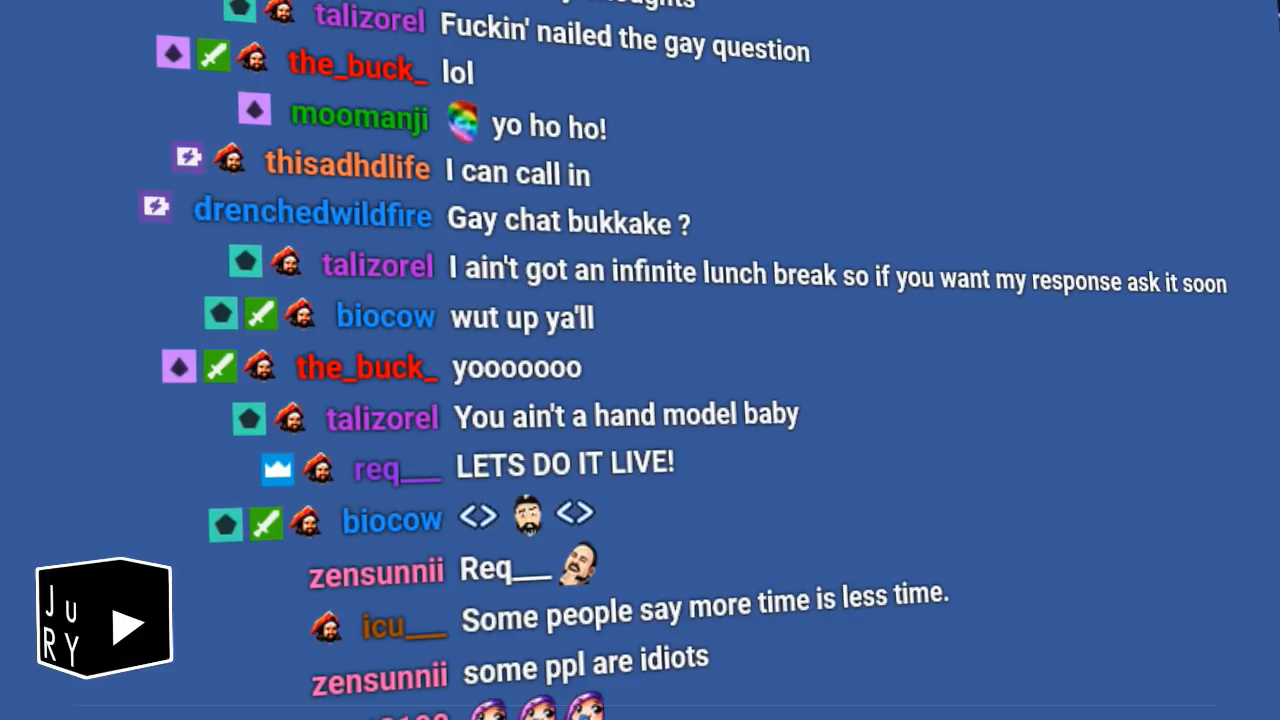 talizorel Fuckin' nailed the gay question
the_buck_ lol
moomanji yo ho ho!
thisadhdlife I can call in
drenchedwildfire Gay chat bukkake ?
talizorel I ain't got an infinite lunch break so if you want my response ask it soon
biocow wut up ya'll
the_buck_ yooooooo
talizorel You ain't a hand model baby
req___ LETS DO IT LIVE!
biocow <> <>
zensunnii Req___
icu___ Some people say more time is less time.
zensunnii some ppl are idiots
JURY